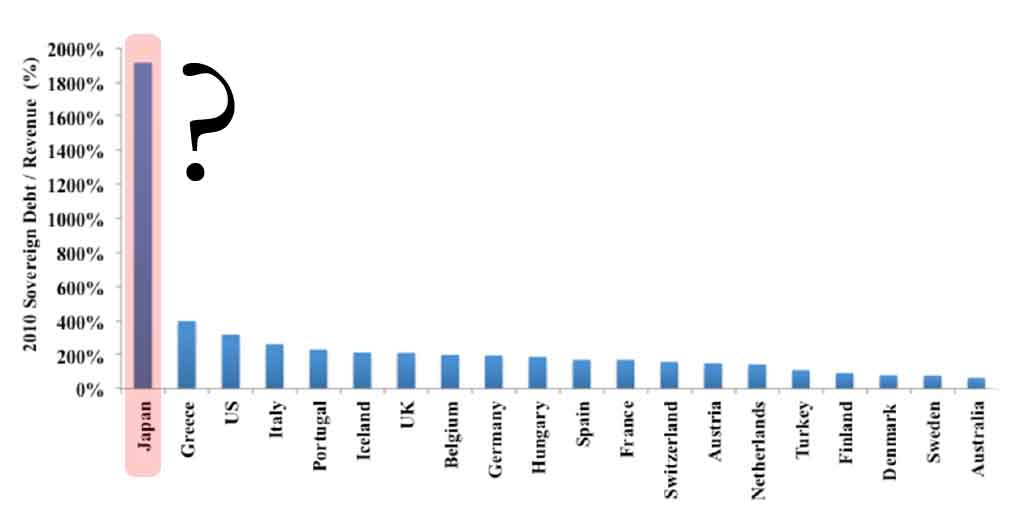 2010 Sovereign Debt / Revenue (%)
2000%
1800%
1600%
1400%
1200%
1000%
800%
600%
400%
200%
0%
?
Japan
Greece
US
Italy
Portugal
Iceland
UK
Belgium
Germany
Hungary
Spain
France
Switzerland
Austria
Netherlands
Turkey
Finland
Denmark
Sweden
Australia